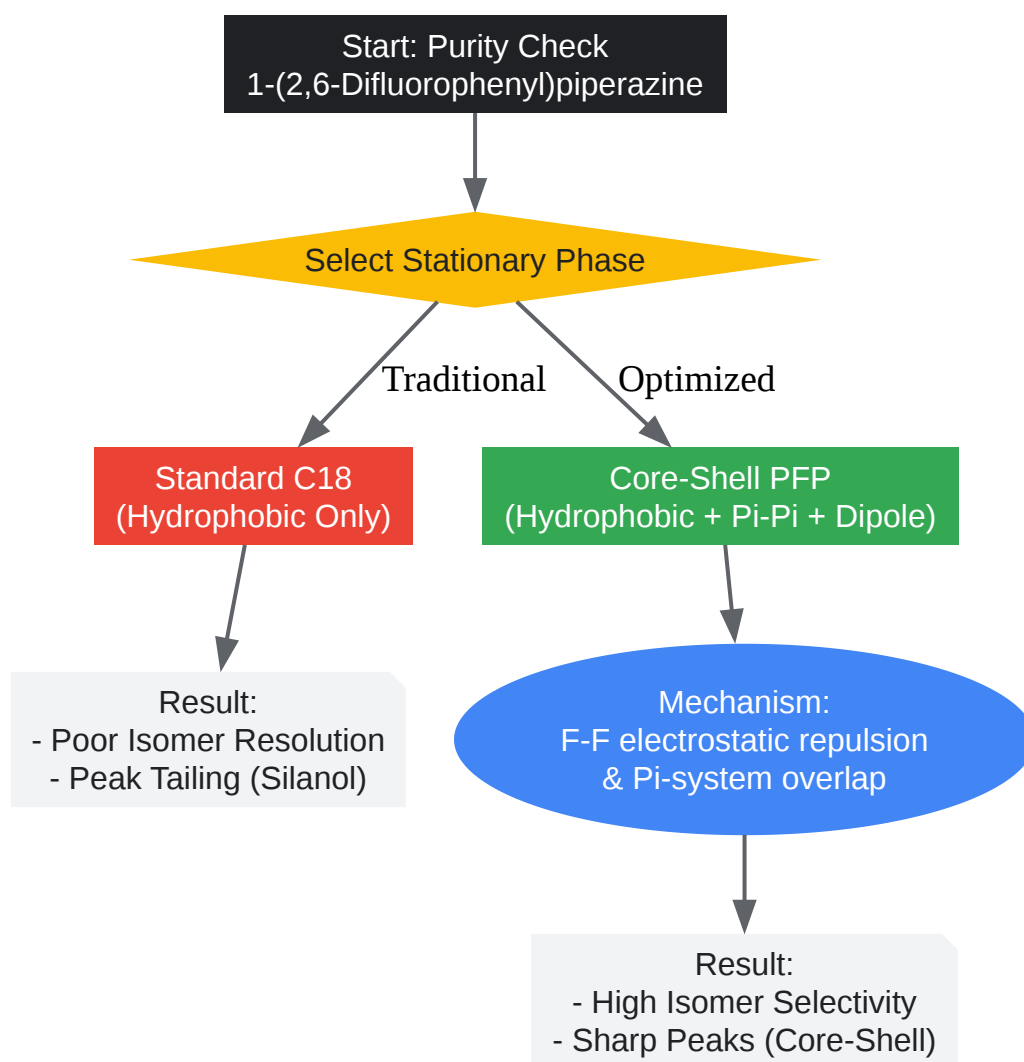 Start: Purity Check
1-(2,6-Difluorophenyl)piperazine
Select Stationary Phase
Traditional
Optimized
Standard C18
(Hydrophobic Only)
Core-Shell PFP
(Hydrophobic + Pi-Pi + Dipole)
Result:
- Poor Isomer Resolution
- Peak Tailing (Silanol)
Mechanism:
F-F electrostatic repulsion
& Pi-system overlap
Result:
- High Isomer Selectivity
- Sharp Peaks (Core-Shell)